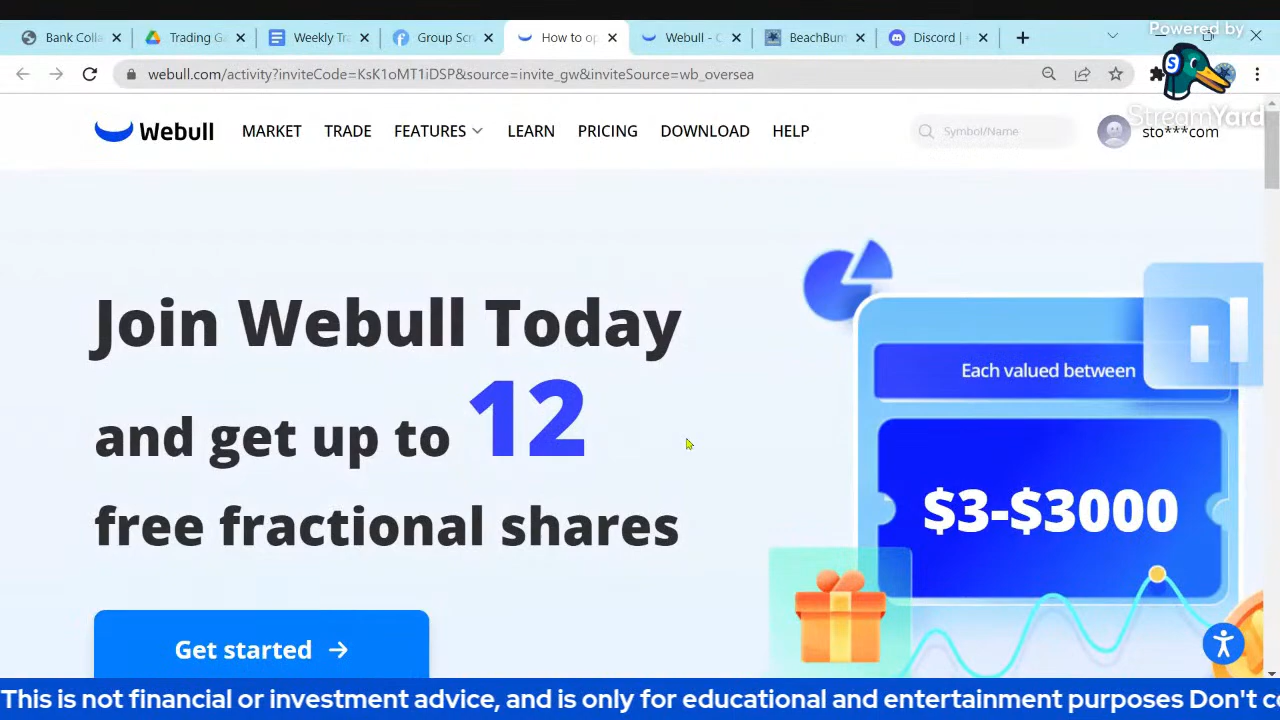 Powered by
Bank Colla
Trading G
Weekly Tra
Group Sc
How to op
Webull - C
BeachBum
Discord |
webull.com/activity?inviteCode=KsK1oMT1iDSP&source=invite_gw&inviteSource=wb_oversea
StreamYard
Webull
MARKET
TRADE
FEATURES
LEARN
PRICING
DOWNLOAD
HELP
Symbol/Name
sto***com
Join Webull Today
and get up to 12
free fractional shares
Get started →
Each valued between
$3-$3000
This is not financial or investment advice, and is only for educational and entertainment purposes Don't co